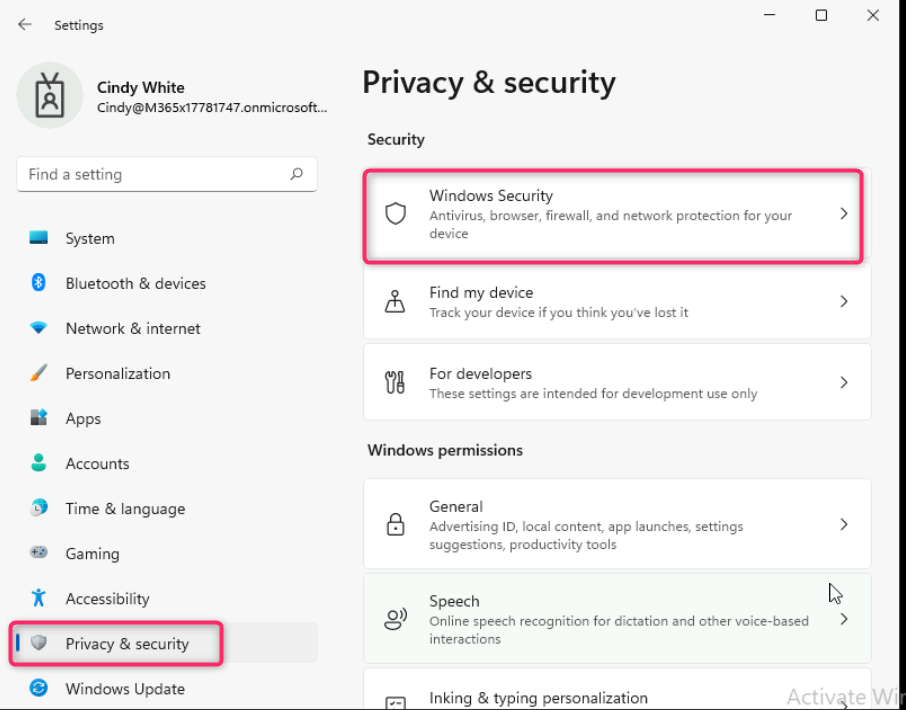 Settings
Cindy White
Cindy@M365x17781747.onmicrosoft...
Find a setting
System
Bluetooth & devices
Network & internet
Personalization
Apps
Accounts
Time & language
Gaming
Accessibility
Privacy & security
Windows Update
Privacy & security
Security
Windows Security
Antivirus, browser, firewall, and network protection for your
device
Find my device
Track your device if you think you've lost it
For developers
These settings are intended for development use only
Windows permissions
General
Advertising ID, local content, app launches, settings
suggestions, productivity tools
Speech
Online speech recognition for dictation and other voice-based
interactions
Inking & typing personalization
Activate Win